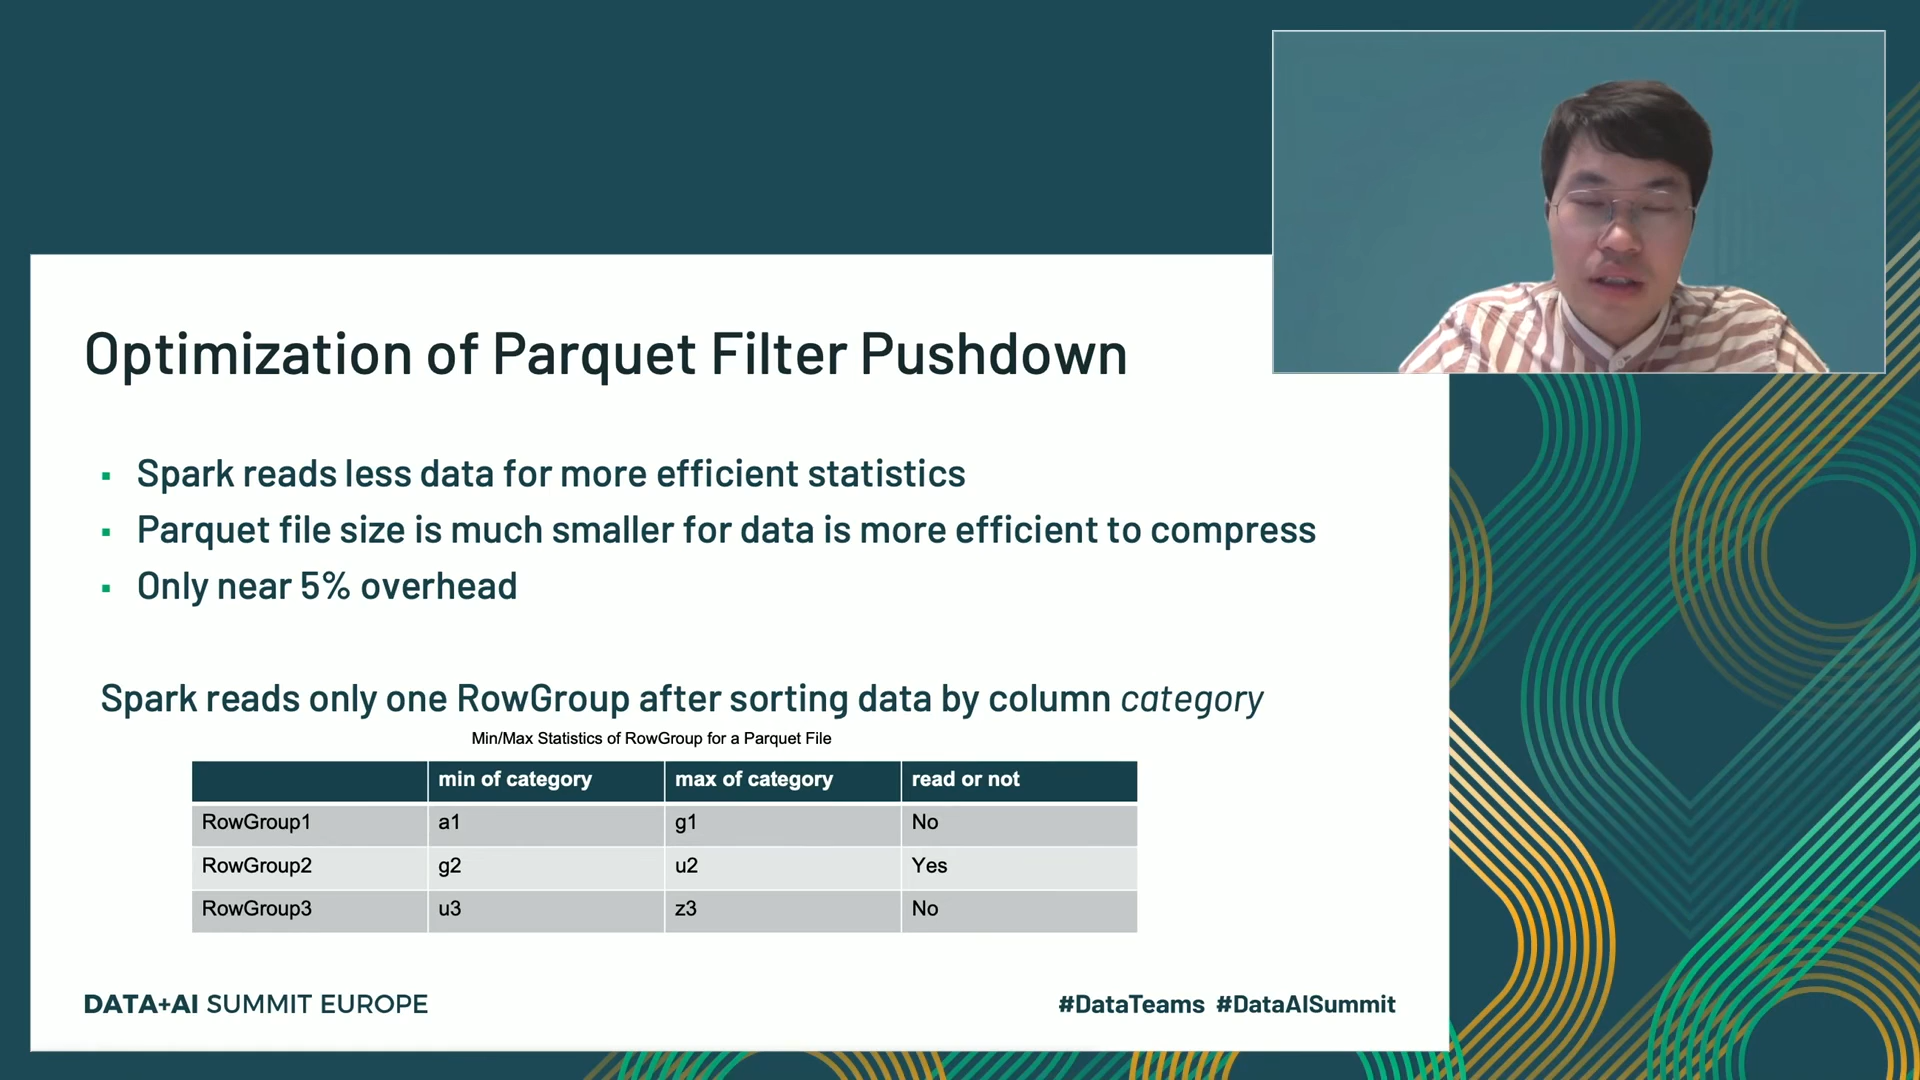 Optimization of Parquet Filter Pushdown
▪ Spark reads less data for more efficient statistics
▪ Parquet file size is much smaller for data is more efficient to compress
▪ Only near 5% overhead
Spark reads only one RowGroup after sorting data by column category
Min/Max Statistics of RowGroup for a Parquet File
min of category max of category read or not
RowGroup1 a1 g1 No
RowGroup2 g2 u2 Yes
RowGroup3 u3 z3 No
DATA+AI SUMMIT EUROPE
#DataTeams #DataAISummit